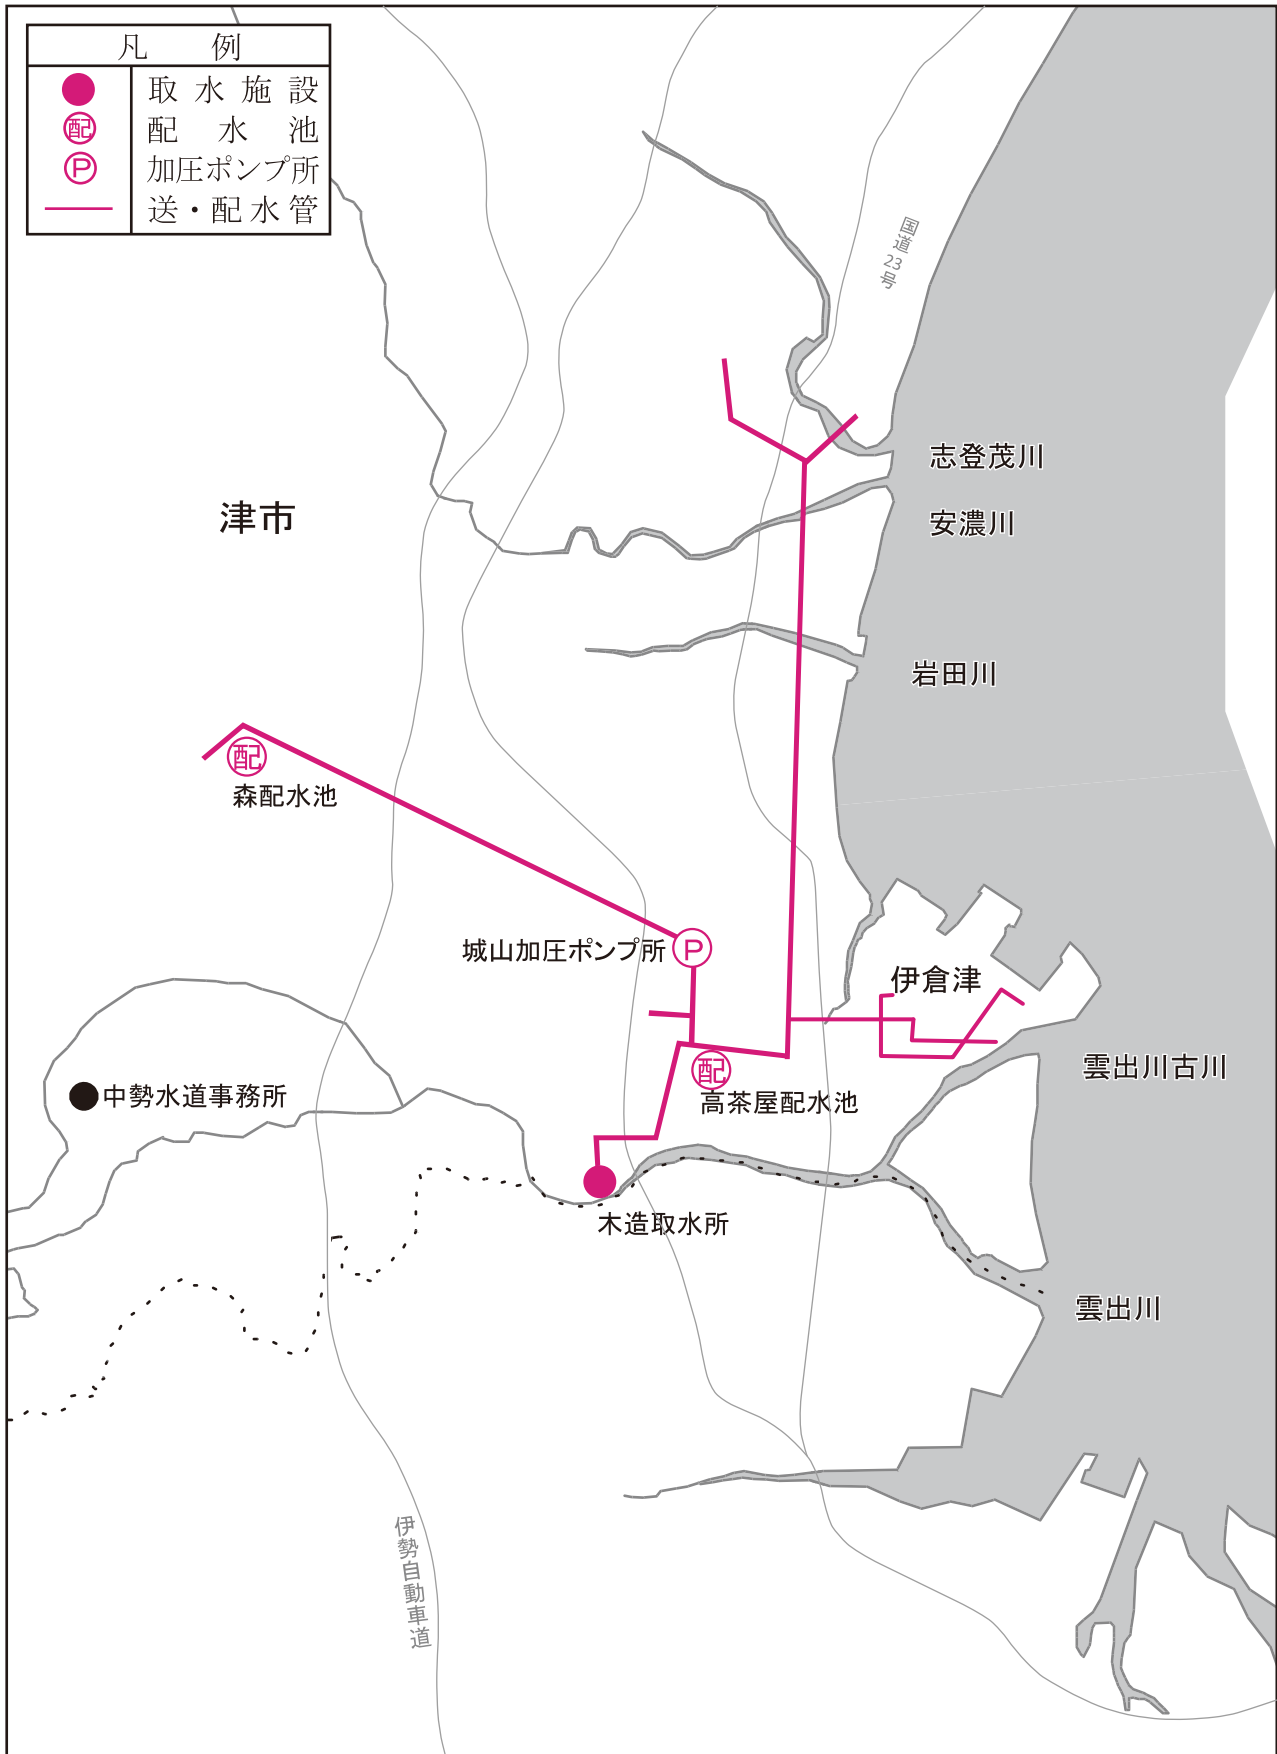 凡例
取水施設
配 配水池
P 加圧ポンプ所
送・配水管
国道23号
志登茂川
津市
安濃川
岩田川
配
森配水池
城山加圧ポンプ所
P
伊倉津
雲出川古川
配
中勢水道事務所
高茶屋配水池
木造取水所
雲出川
伊勢自動車道